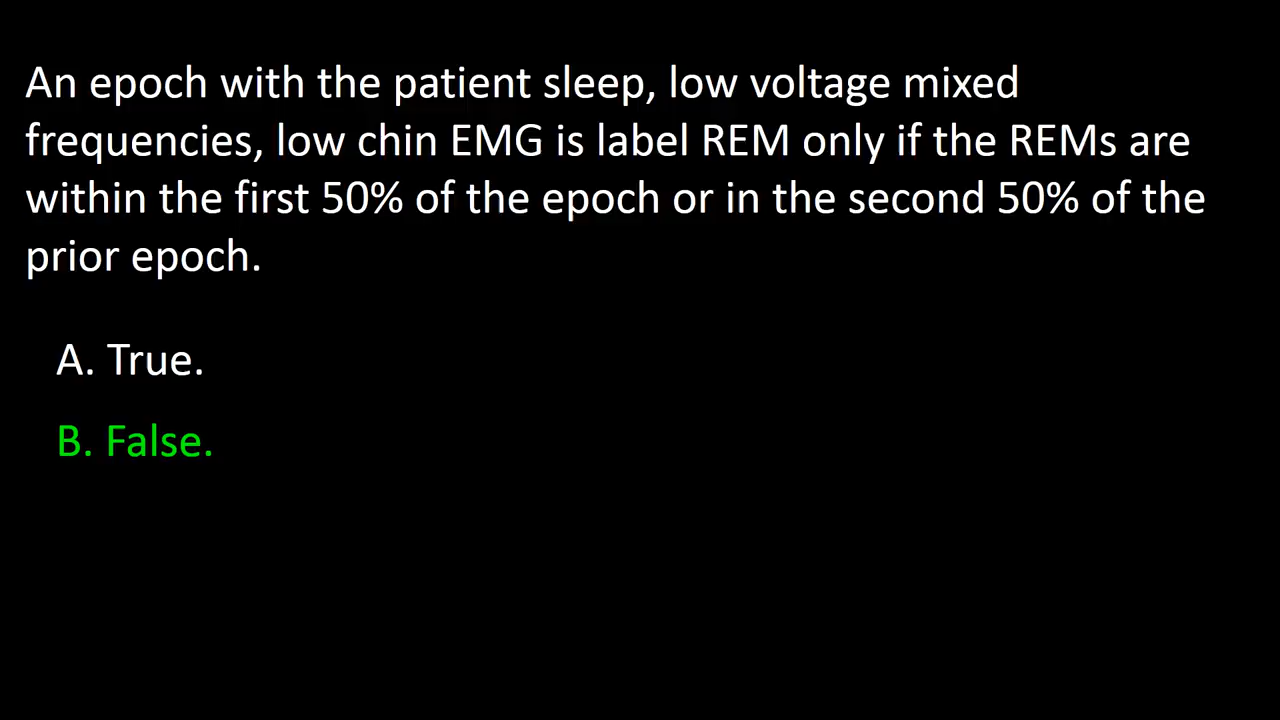 An epoch with the patient sleep, low voltage mixed
frequencies, low chin EMG is label REM only if the REMs are
within the first 50% of the epoch or in the second 50% of the
prior epoch.
A. True.
B. False.